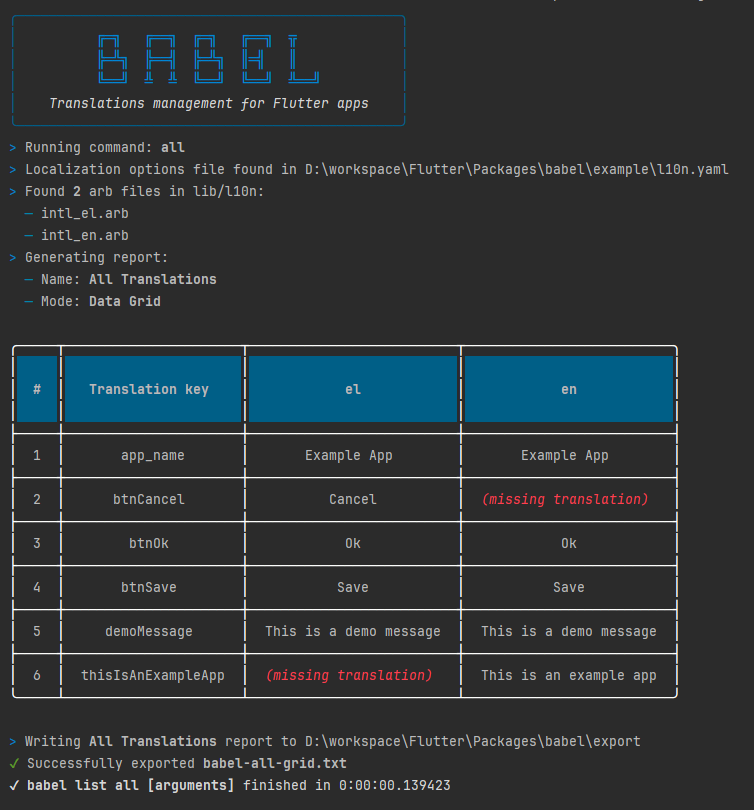 BABEL
Translations management for Flutter apps
> Running command: all
> Localization options file found in D:\workspace\Flutter\Packages\babel\example\l10n.yaml
> Found 2 arb files in lib/l10n:
— intl_el.arb
— intl_en.arb
> Generating report:
— Name: All Translations
— Mode: Data Grid
# Translation key el en
1 app_name Example App Example App
2 btnCancel Cancel (missing translation)
3 btnOk Ok Ok
4 btnSave Save Save
5 demoMessage This is a demo message This is a demo message
6 thisIsAnExampleApp (missing translation) This is an example app
> Writing All Translations report to D:\workspace\Flutter\Packages\babel\export
✓ Successfully exported babel-all-grid.txt
✓ babel list all [arguments] finished in 0:00:00.139423